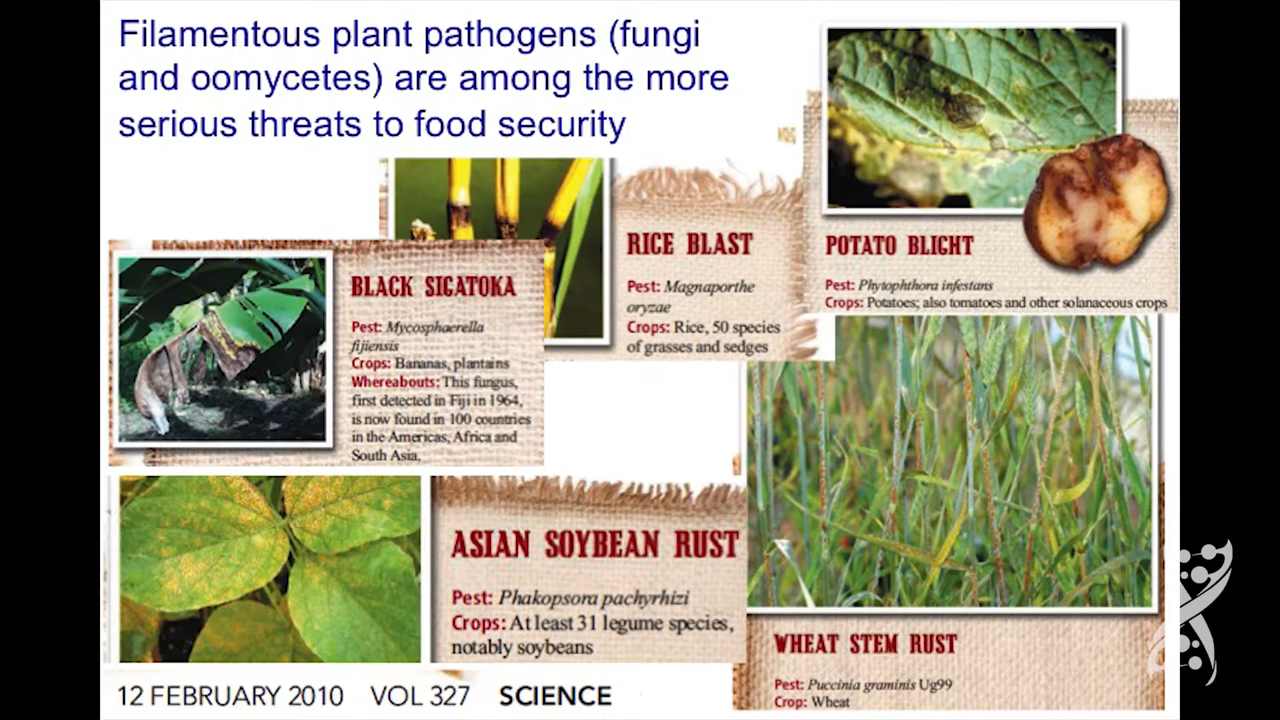 Filamentous plant pathogens (fungi
and oomycetes) are among the more
serious threats to food security
BLACK SIGATOKA
Pest: Mycosphaerella
fijiensis
Crops: Bananas, plantains
Whereabouts: This fungus,
first detected in Fiji in 1964,
is now found in 100 countries
in the Americas, Africa and
South Asia.
RICE BLAST
Pest: Magnaporthe
oryzae
Crops: Rice, 50 species
of grasses and sedges
POTATO BLIGHT
Pest: Phytophthora infestans
Crops: Potatoes; also tomatoes and other solanaceous crops
ASIAN SOYBEAN RUST
Pest: Phakopsora pachyrhizi
Crops: At least 31 legume species,
notably soybeans
WHEAT STEM RUST
Pest: Puccinia graminis Ug99
Crop: Wheat
12 FEBRUARY 2010 VOL 327 SCIENCE